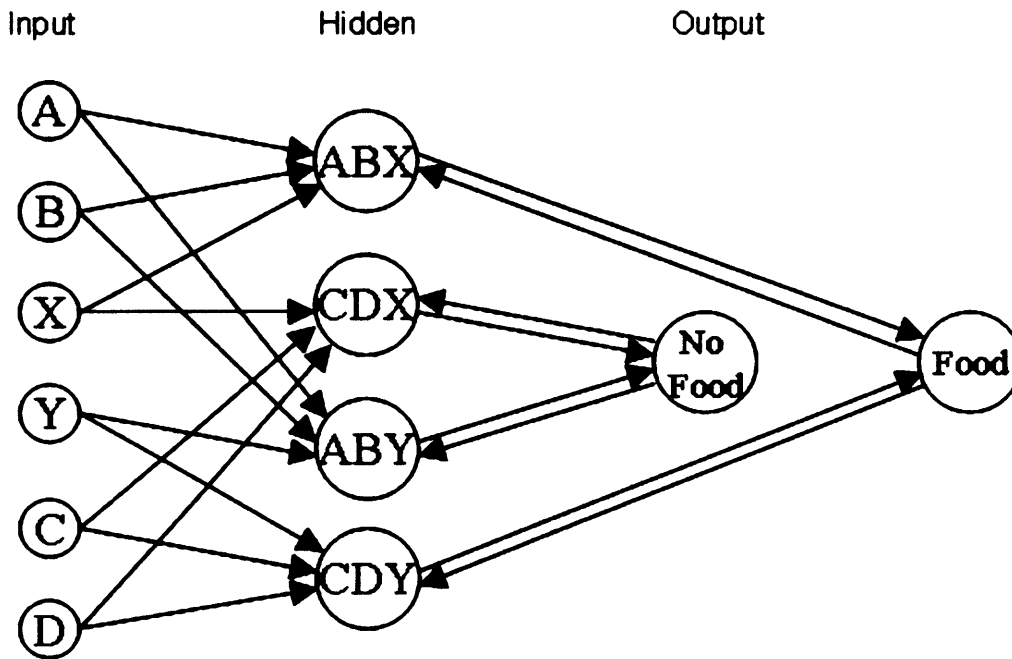 Input Hidden Output
A
B
X
Y
C
D
ABX
CDX
ABY
CDY
No
Food
Food